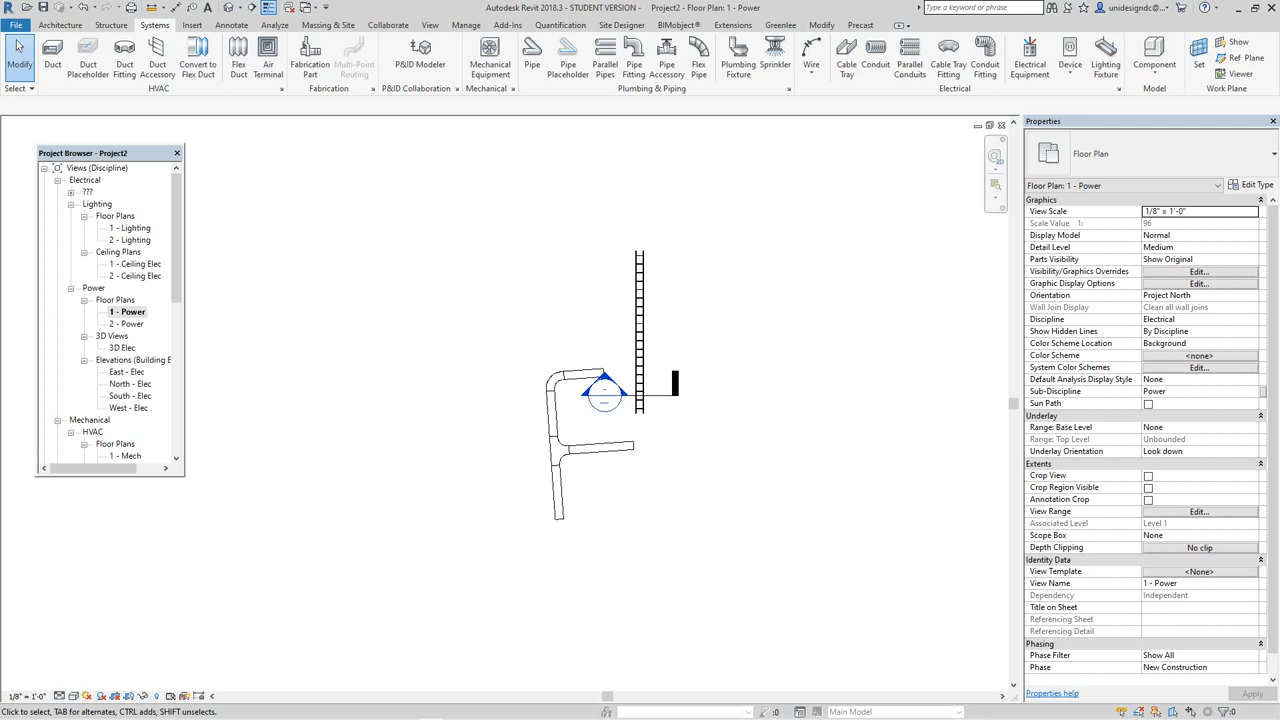 Autodesk Revit 2018.3 - STUDENT VERSION -    Project2 - Floor Plan: 1 - Power
Type a keyword or phrase
unidesigndc@...
File Architecture Structure Systems Insert Annotate Analyze Massing & Site Collaborate View Manage Add-Ins Quantification Site Designer BIMobject® Extensions Greenery Modify Precast
Modify
Duct
Duct Placeholder
Duct Fitting
Duct Accessory
Convert to Flex Duct
Flex Duct
Air Terminal
Fabrication Part
Multi-Point Routing
P&ID Modeler
Mechanical Equipment
Pipe
Pipe Placeholder
Parallel Pipes
Pipe Fitting
Pipe Accessory
Flex Pipe
Plumbing Fixture
Sprinkler
Wire
Cable Tray
Conduit
Parallel Conduits
Cable Tray Fitting
Conduit Fitting
Electrical Equipment
Device
Lighting Fixture
Component
Set
Show
Ref Plane
Viewer
Select HVAC Fabrication P&ID Collaboration Mechanical Plumbing & Piping Electrical Model Work Plane
Project Browser - Project2
Views (Discipline)
Electrical
???
Lighting
Floor Plans
1 - Lighting
2 - Lighting
Ceiling Plans
1 - Ceiling Elec
2 - Ceiling Elec
Power
Floor Plans
1 - Power
2 - Power
3D Views
3D Elec
Elevations (Building E
East - Elec
North - Elec
South - Elec
West - Elec
Mechanical
HVAC
Floor Plans
1 - Mech
Properties
Floor Plan
Floor Plan: 1 - Power Edit Type
Graphics
View Scale 1/8" = 1'-0"
Scale Value 1: 96
Display Model Normal
Detail Level Medium
Parts Visibility Show Original
Visibility/Graphics Overrides Edit...
Graphic Display Options Edit...
Orientation Project North
Wall Join Display Clean all wall joins
Discipline Electrical
Show Hidden Lines By Discipline
Color Scheme Location Background
Color Scheme <none>
System Color Schemes Edit...
Default Analysis Display Style None
Sub-Discipline Power
Sun Path
Underlay
Range: Base Level None
Range: Top Level Unbounded
Underlay Orientation Look down
Extents
Crop View
Crop Region Visible
Annotation Crop
View Range Edit...
Associated Level Level 1
Scope Box None
Depth Clipping No clip
Identity Data
View Template <None>
View Name 1 - Power
Dependency Independent
Title on Sheet
Referencing Sheet
Referencing Detail
Phasing
Phase Filter Show All
Phase New Construction
Properties help Apply
1/8" = 1'-0"
Click to select, TAB for alternates, CTRL adds, SHIFT unselects.
:0
Main Model
:0